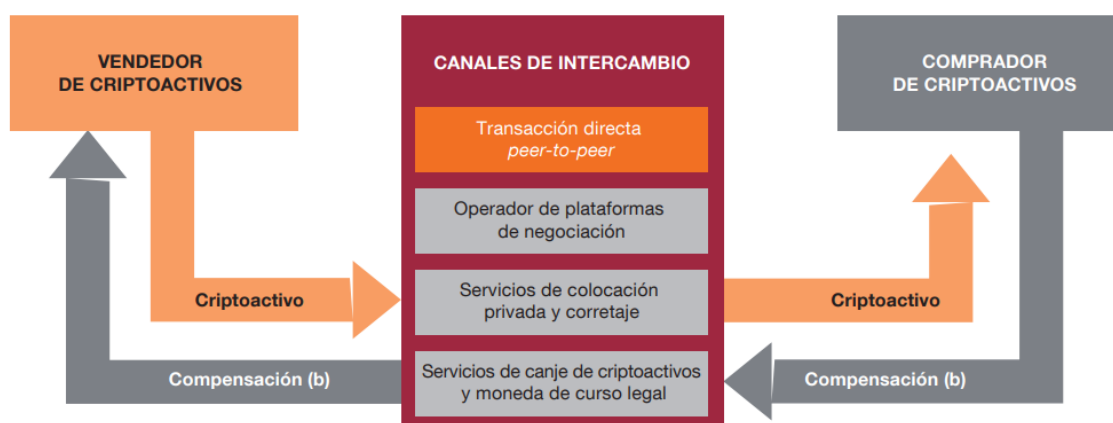 VENDEDOR
DE CRIPTOACTIVOS
CANALES DE INTERCAMBIO
COMPRADOR
DE CRIPTOACTIVOS
Transacción directa
peer-to-peer
Operador de plataformas
de negociación
Criptoactivo
Servicios de colocación
privada y corretaje
Criptoactivo
Compensación (b)
Servicios de canje de criptoactivos
y moneda de curso legal
Compensación (b)